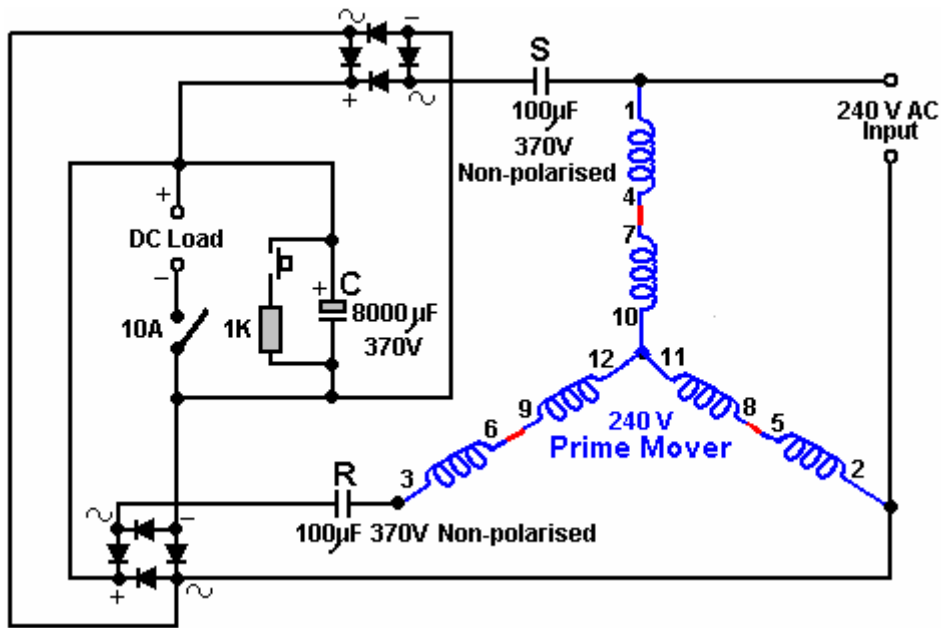 ∼
−
+
∼
S
100µF
370V
Non-polarised
240 V AC
Input
1
4
7
10
+
DC Load
−
10A
1K
+
C
8000µF
370V
12
11
9
8
6
5
3
2
240 V
Prime Mover
R
100µF 370V Non-polarised
∼
−
+
∼